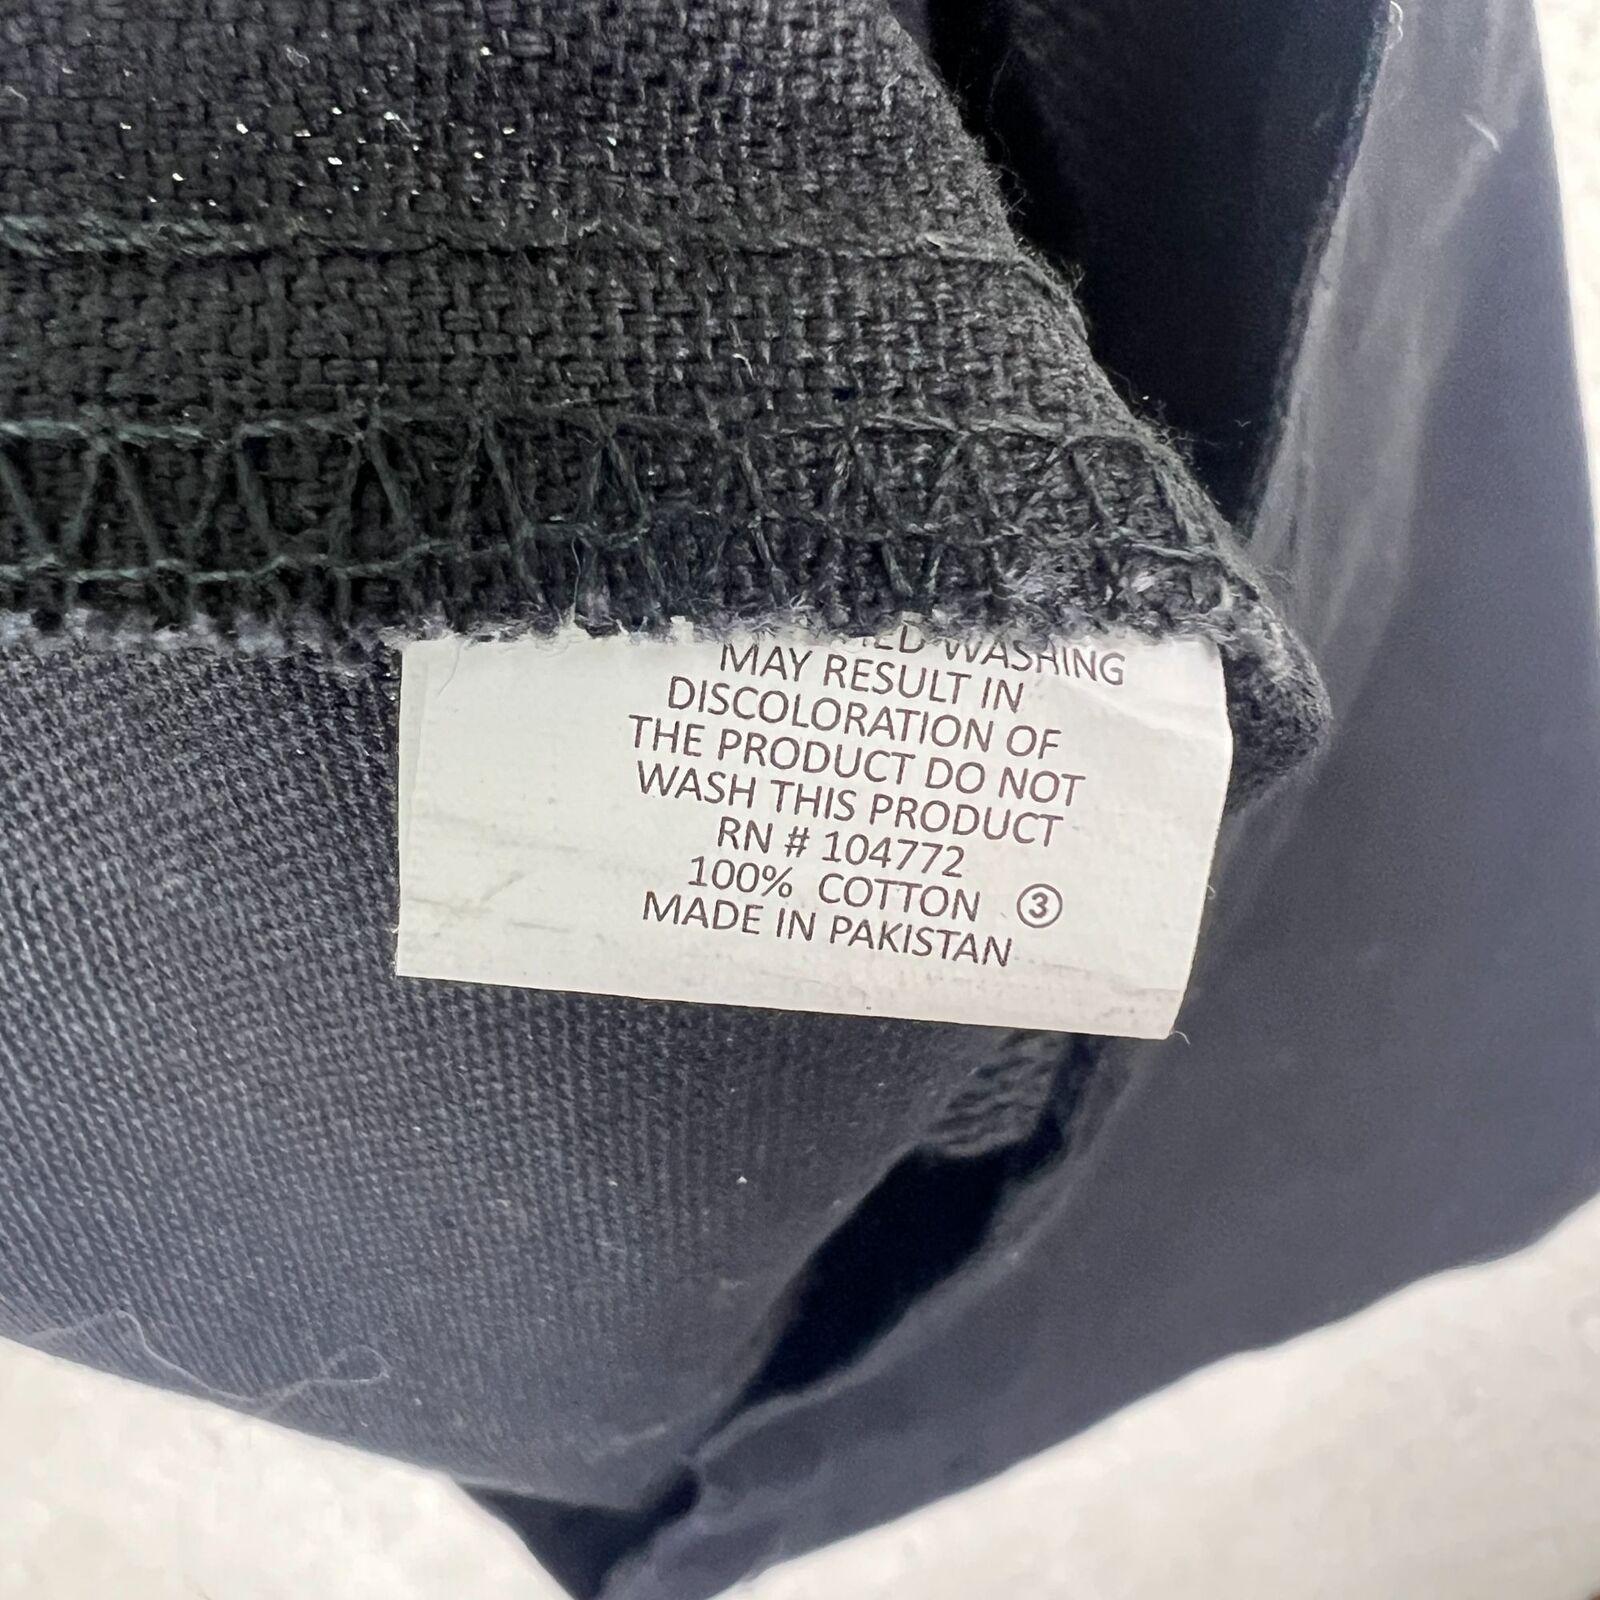 WASHING
MAY RESULT IN
DISCOLORATION OF
THE PRODUCT DO NOT
WASH THIS PRODUCT
RN # 104772
100% COTTON ③
MADE IN PAKISTAN